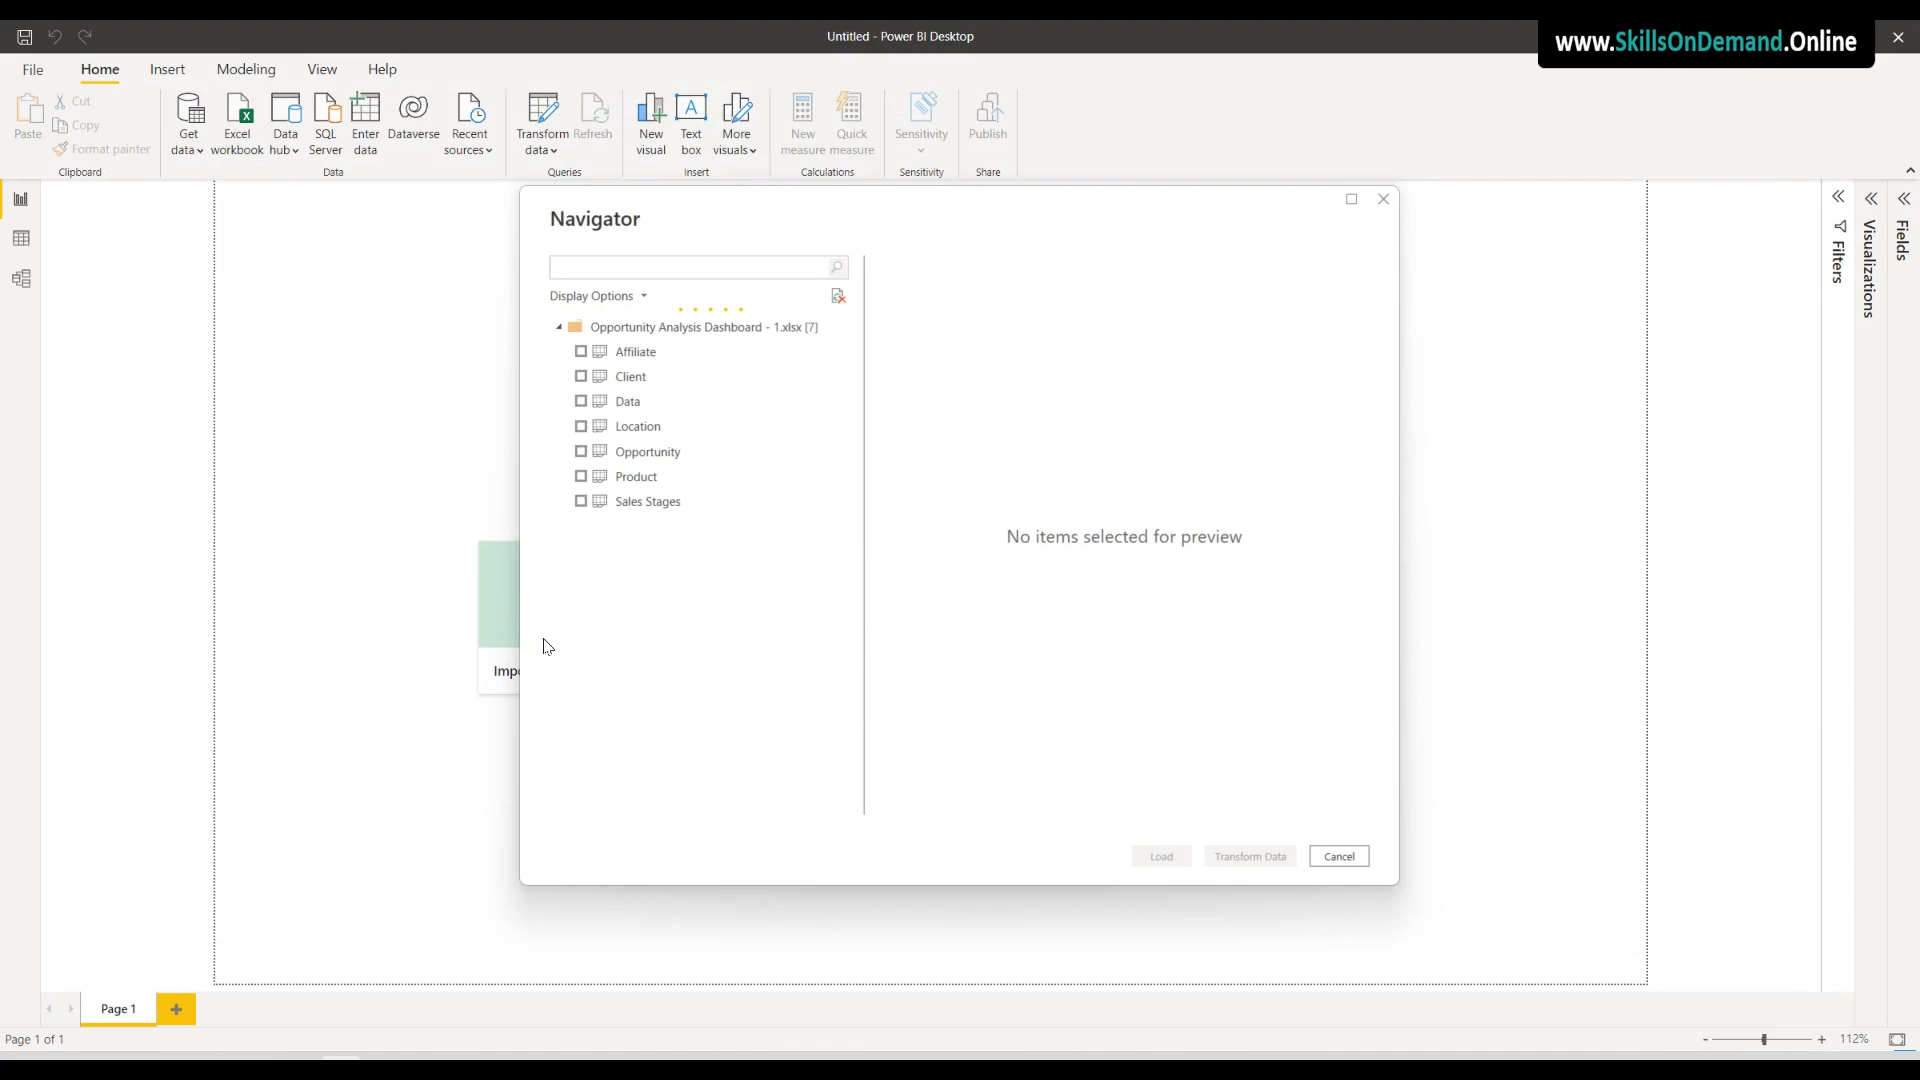 Untitled - Power BI Desktop
www.SkillsOnDemand.Online
File Home Insert Modeling View Help
Paste
Cut
Copy
Format painter
Clipboard
Get data
Excel workbook
Data hub
SQL Server
Enter data
Dataverse
Recent sources
Data
Transform data
Refresh
Queries
New visual
Text box
More visuals
Insert
New measure
Quick measure
Calculations
Sensitivity
Sensitivity
Publish
Share
Navigator
Display Options
Opportunity Analysis Dashboard - 1.xlsx [7]
Affiliate
Client
Data
Location
Opportunity
Product
Sales Stages
No items selected for preview
Load
Transform Data
Cancel
Impo
Filters
Visualizations
Fields
Page 1
Page 1 of 1
- + 112%